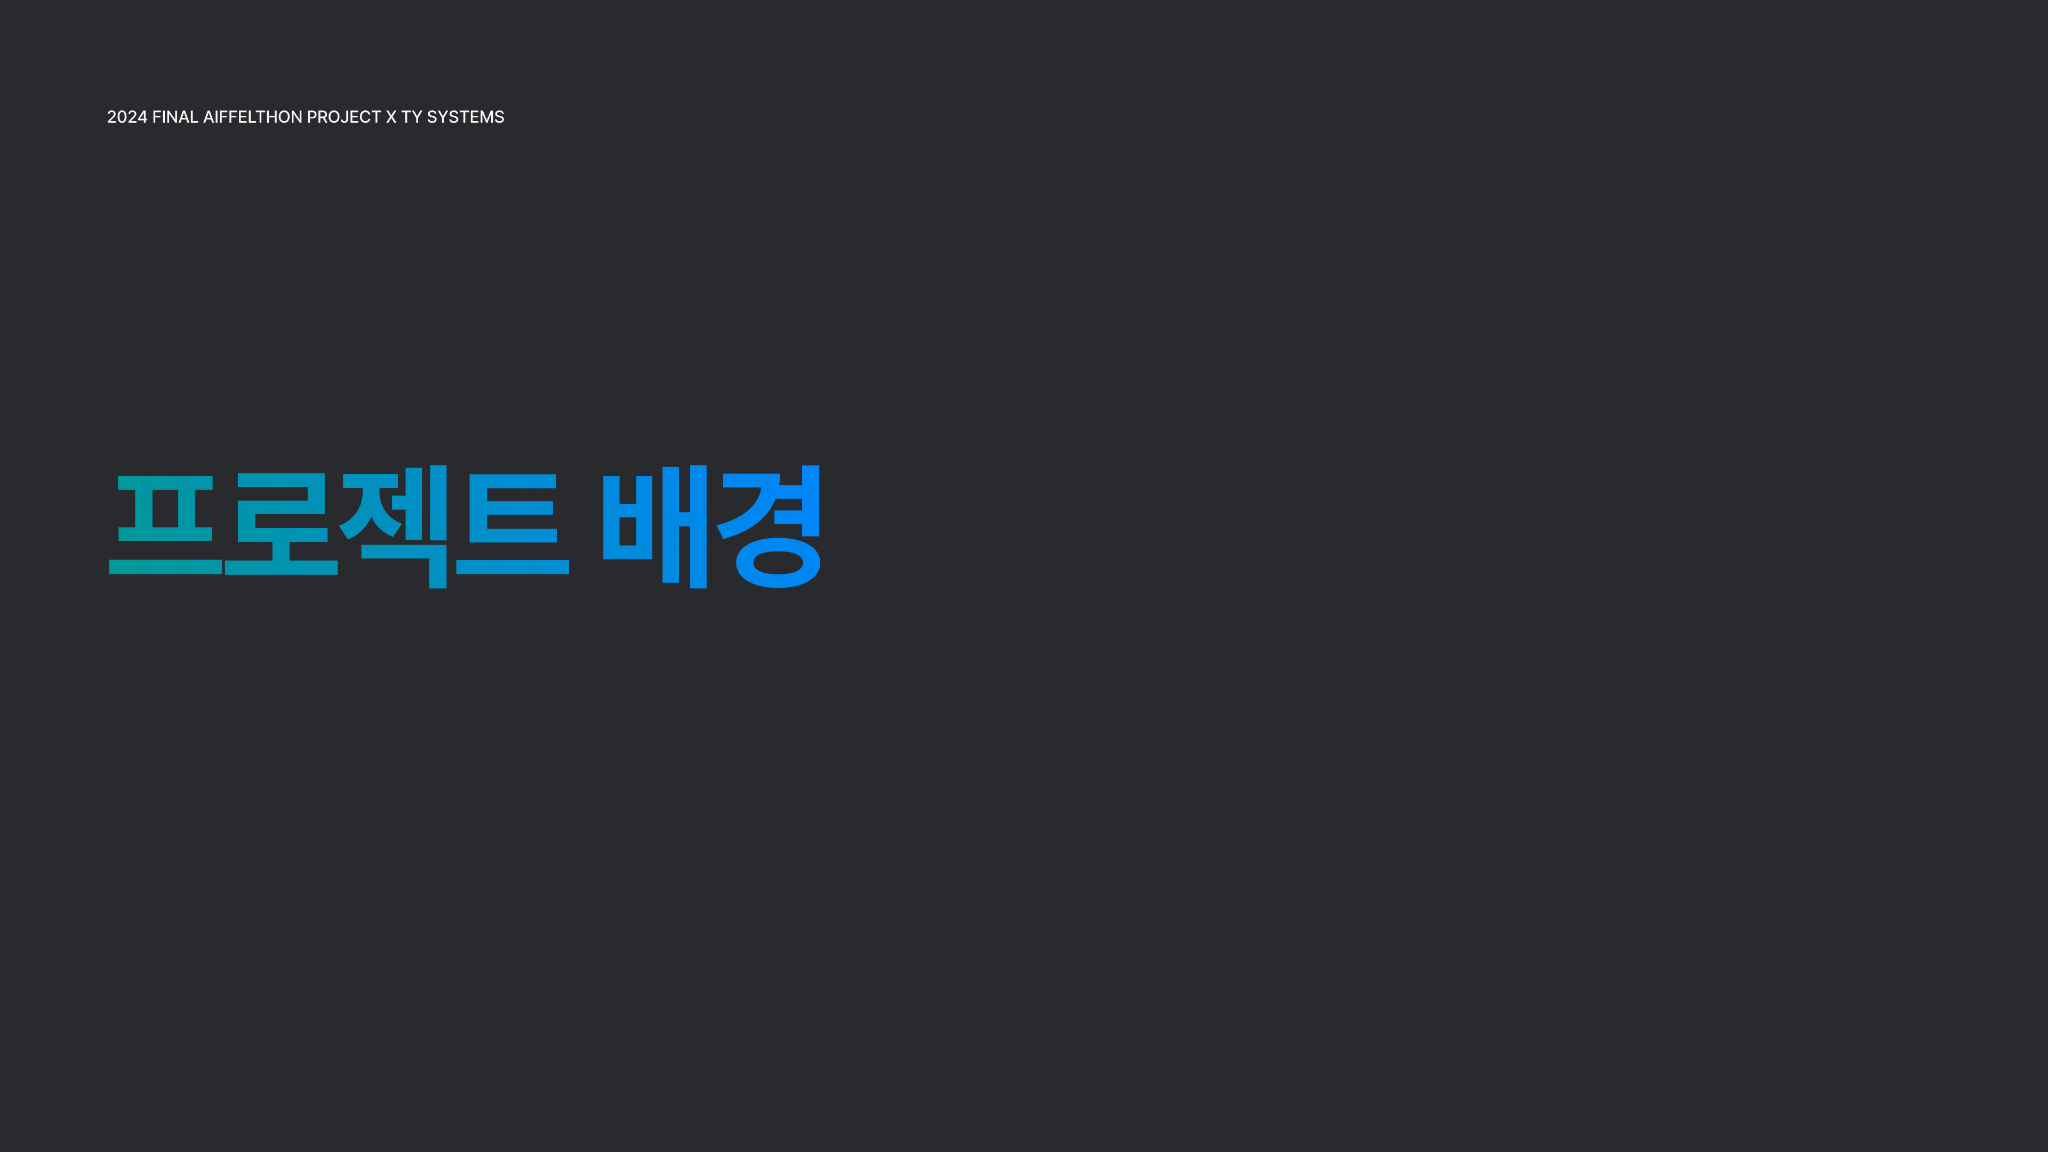 2024 FINAL AIFFELTHON PROJECT X TY SYSTEMS
프로젝트 배경